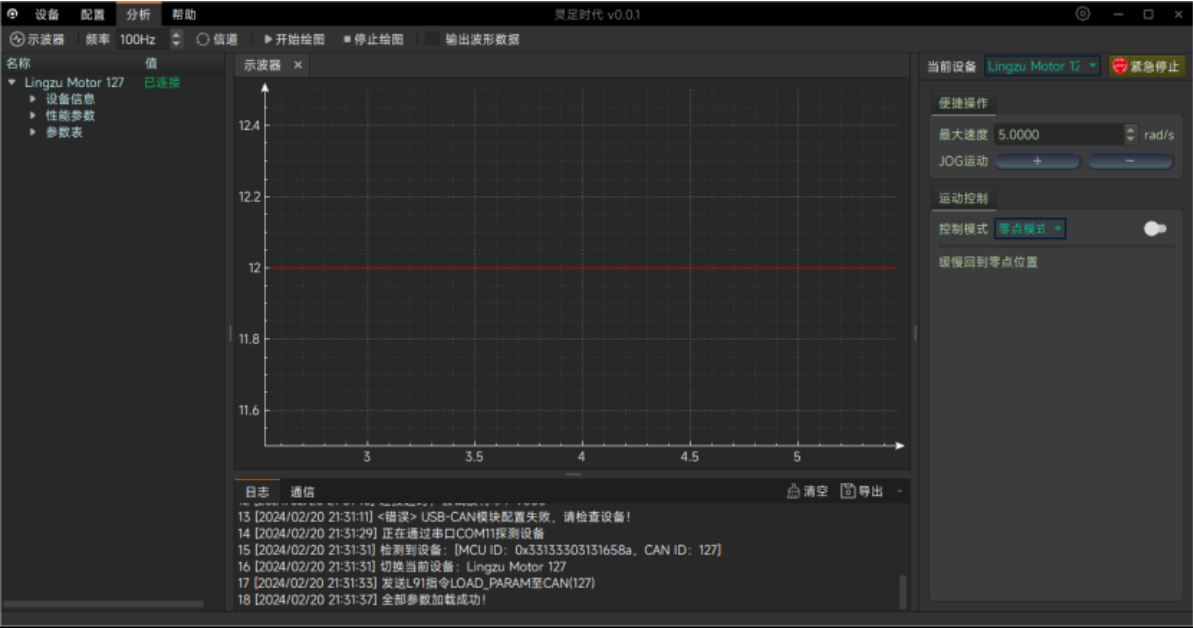 设备 配置 分析 帮助 灵足时代 v0.0.1
示波器 频率 100Hz 信道 开始绘图 停止绘图 输出波形数据
名称 值
Lingzu Motor 127 已连接
设备信息
性能参数
参数表
示波器 ×
12.4
12.2
12
11.8
11.6
3 3.5 4 4.5 5
日志 通信 清空 导出
13 [2024/02/20 21:31:11] <错误> USB-CAN模块配置失败，请检查设备!
14 [2024/02/20 21:31:29] 正在通过串口COM11探测设备
15 [2024/02/20 21:31:31] 检测到设备：[MCU ID：0x33133303131658a，CAN ID：127]
16 [2024/02/20 21:31:31] 切换当前设备：Lingzu Motor 127
17 [2024/02/20 21:31:33] 发送L91指令LOAD_PARAM至CAN(127)
18 [2024/02/20 21:31:37] 全部参数加载成功!
当前设备 Lingzu Motor 12 紧急停止
便捷操作
最大速度 5.0000 rad/s
JOG运动 + −
运动控制
控制模式 零点模式
缓慢回到零点位置